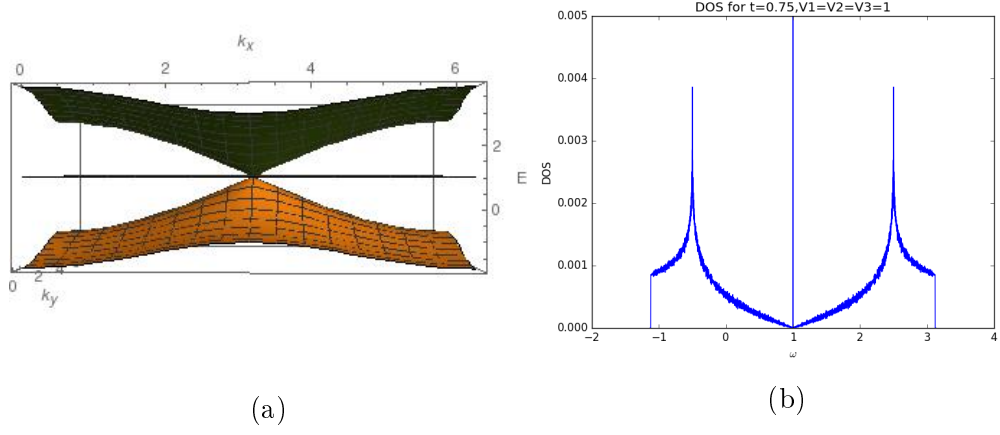 k_x
0 2 4 6
2
E
0
0 2 4
k_y
(a)
DOS for t=0.75,V1=V2=V3=1
0.005
0.004
0.003
DOS
0.002
0.001
0.000
−2 −1 0 1 2 3 4
ω
(b)